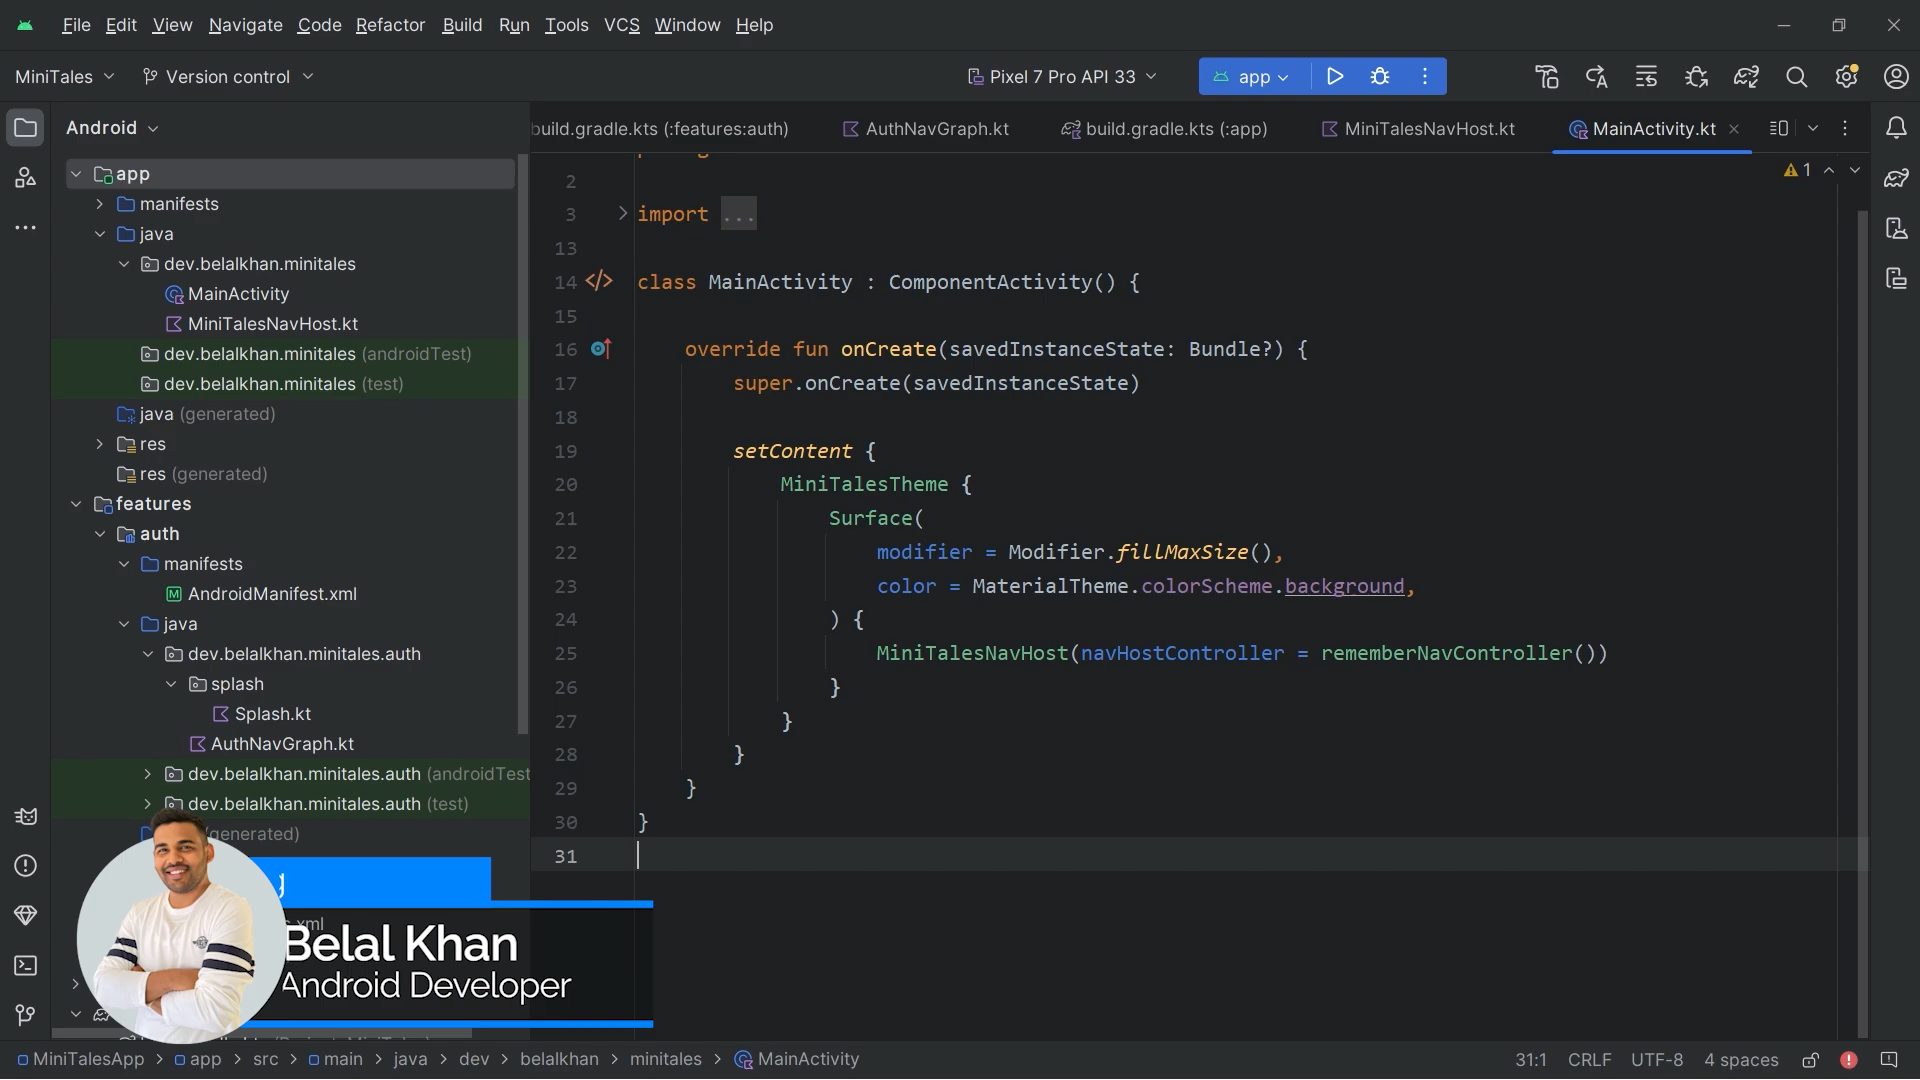 File Edit View Navigate Code Refactor Build Run Tools VCS Window Help
MiniTales Version control Pixel 7 Pro API 33 app
Android
app
manifests
java
dev.belalkhan.minitales
MainActivity
MiniTalesNavHost.kt
dev.belalkhan.minitales (androidTest)
dev.belalkhan.minitales (test)
java (generated)
res
res (generated)
features
auth
manifests
AndroidManifest.xml
java
dev.belalkhan.minitales.auth
splash
Splash.kt
AuthNavGraph.kt
dev.belalkhan.minitales.auth (androidTest
dev.belalkhan.minitales.auth (test)
(generated)
build.gradle.kts (:features:auth) AuthNavGraph.kt build.gradle.kts (:app) MiniTalesNavHost.kt MainActivity.kt
1
2
3 import ...
13
14 class MainActivity : ComponentActivity() {
15
16 override fun onCreate(savedInstanceState: Bundle?) {
17 super.onCreate(savedInstanceState)
18
19 setContent {
20 MiniTalesTheme {
21 Surface(
22 modifier = Modifier.fillMaxSize(),
23 color = MaterialTheme.colorScheme.background,
24 ) {
25 MiniTalesNavHost(navHostController = rememberNavController())
26 }
27 }
28 }
29 }
30 }
31
Belal Khan
Android Developer
MiniTalesApp > app > src > main > java > dev > belalkhan > minitales > MainActivity
31:1 CRLF UTF-8 4 spaces